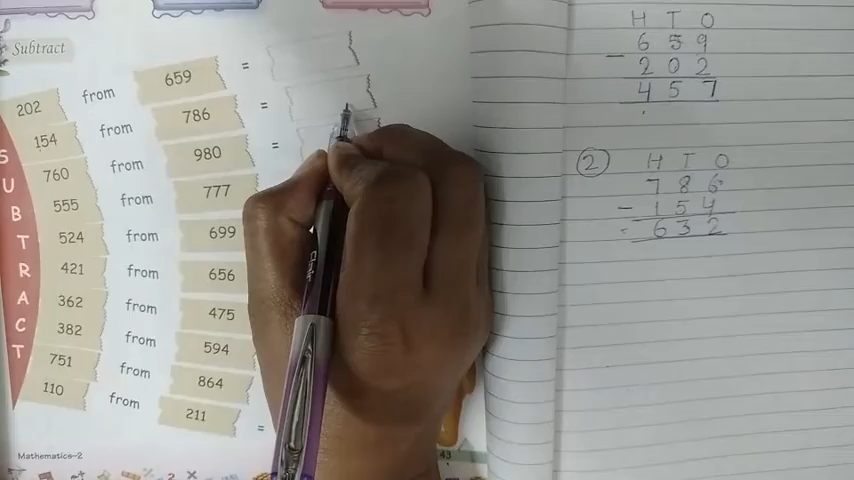 Subtract
202 from 659 =
154 from 786 =
760 from 980 =
555 from 777
524 from 699
421 from 656
362 from 475
382 from 594
751 from 864
110 from 211 =
SUBTRACT
Mathematics-2
43
Clair
H T O
6 5 9
- 2 0 2
4 5 7
2 H T O
7 8 6
- 1 5 4
= 6 3 2